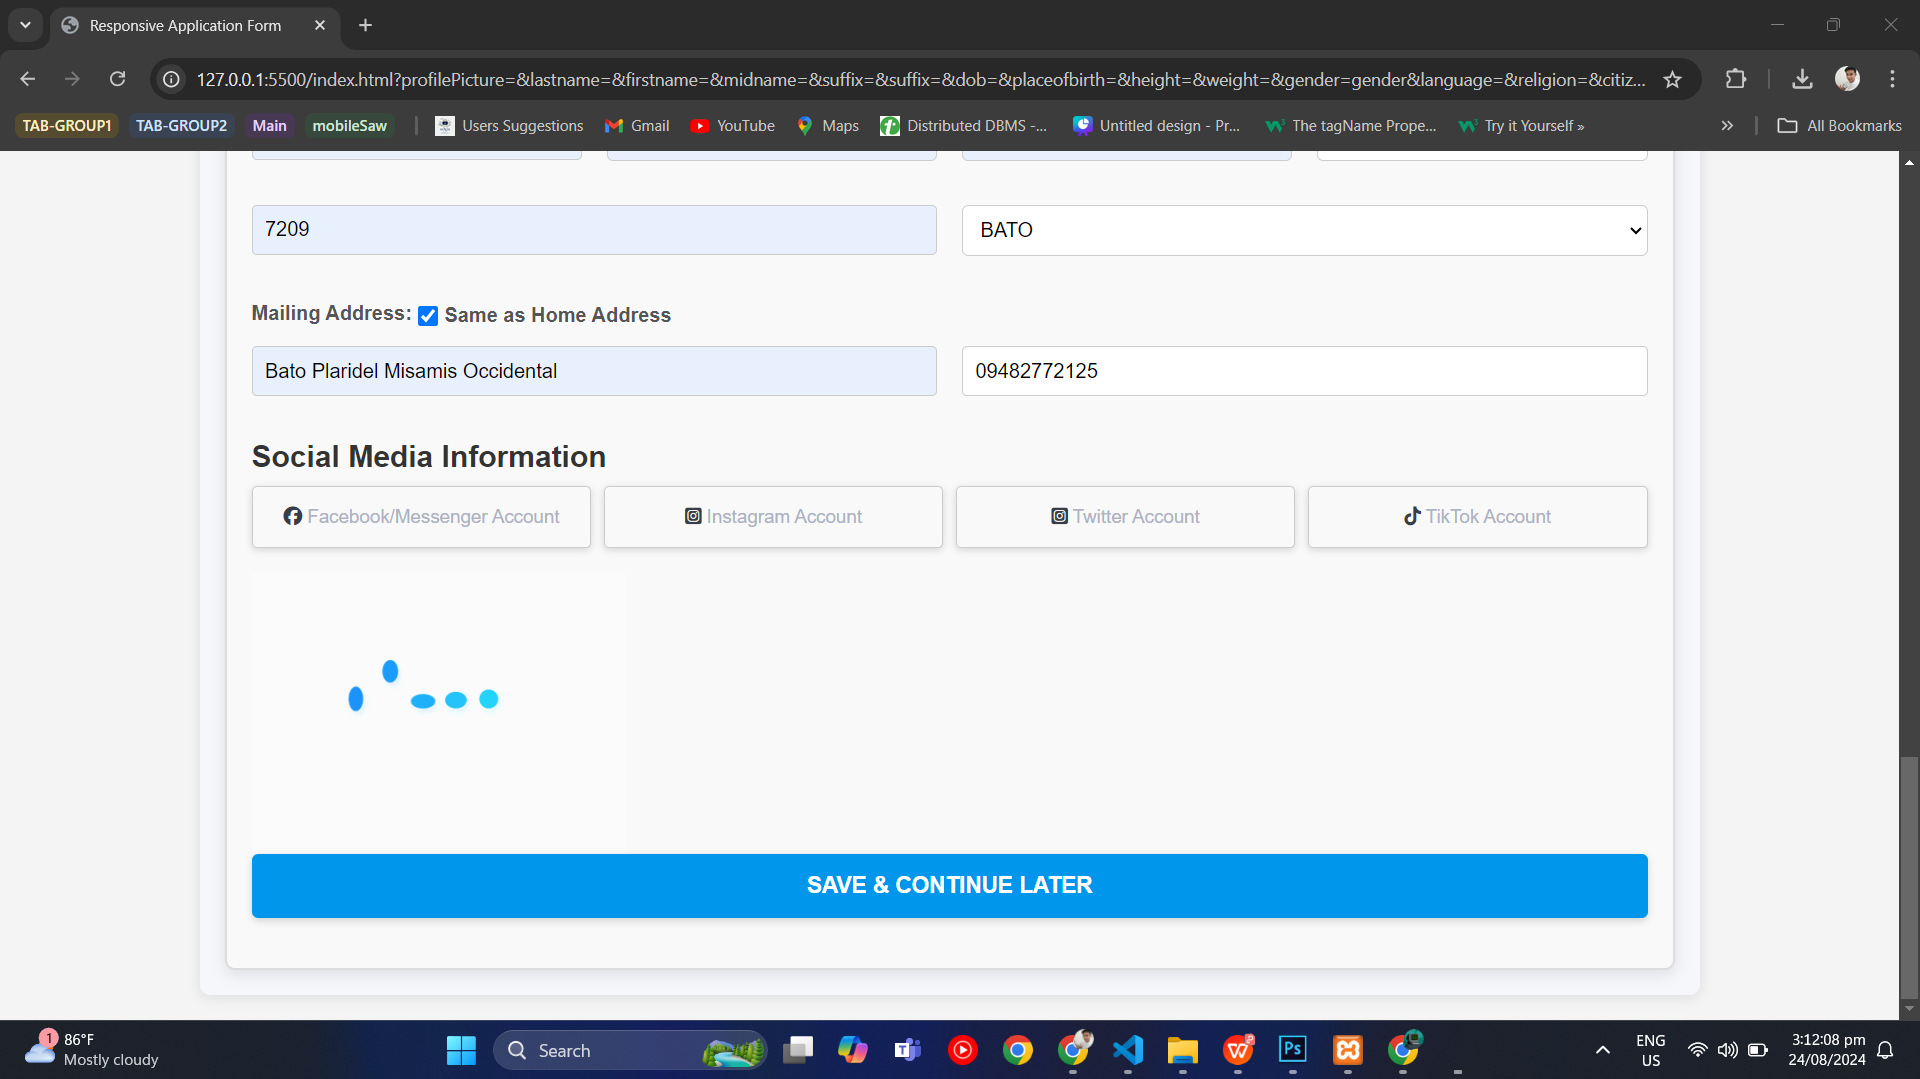 Responsive Application Form
127.0.0.1:5500/index.html?profilePicture=&lastname=&firstname=&midname=&suffix=&suffix=&dob=&placeofbirth=&height=&weight=&gender=gender&language=&religion=&citiz...
TAB-GROUP1 TAB-GROUP2 Main mobileSaw Users Suggestions Gmail YouTube Maps Distributed DBMS -... Untitled design - Pr... The tagName Prope... Try it Yourself » All Bookmarks
7209 BATO
Mailing Address: Same as Home Address
Bato Plaridel Misamis Occidental 09482772125
Social Media Information
Facebook/Messenger Account Instagram Account Twitter Account TikTok Account
SAVE & CONTINUE LATER
1 86°F
Mostly cloudy
Search
Ps
ENG
US
3:12:08 pm
24/08/2024